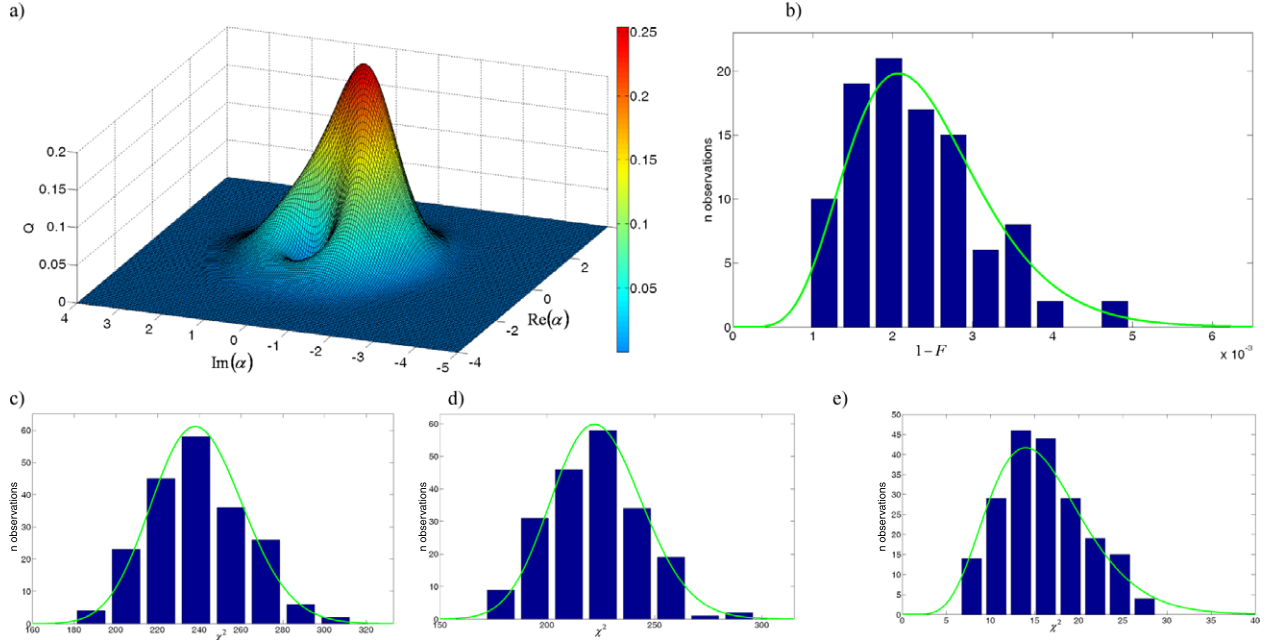 a)
0.2
0.15
0.1
0.05
0
Q
4
3
2
1
0
-1
-2
-3
-4
-5
Im(α)
-4
-2
0
2
Re(α)
0.25
0.20
0.15
0.10
0.05
b)
20
15
10
5
0
n observations
0 1 2 3 4 5 6
1−F
x 10⁻³
c)
60
50
40
30
20
10
0
n observations
160 180 200 220 240 260 280 300 320
χ²
d)
60
50
40
30
20
10
0
n observations
150 200 250 300
χ²
e)
50
45
40
35
30
25
20
15
10
5
0
n observations
0 5 10 15 20 25 30 35 40
χ²